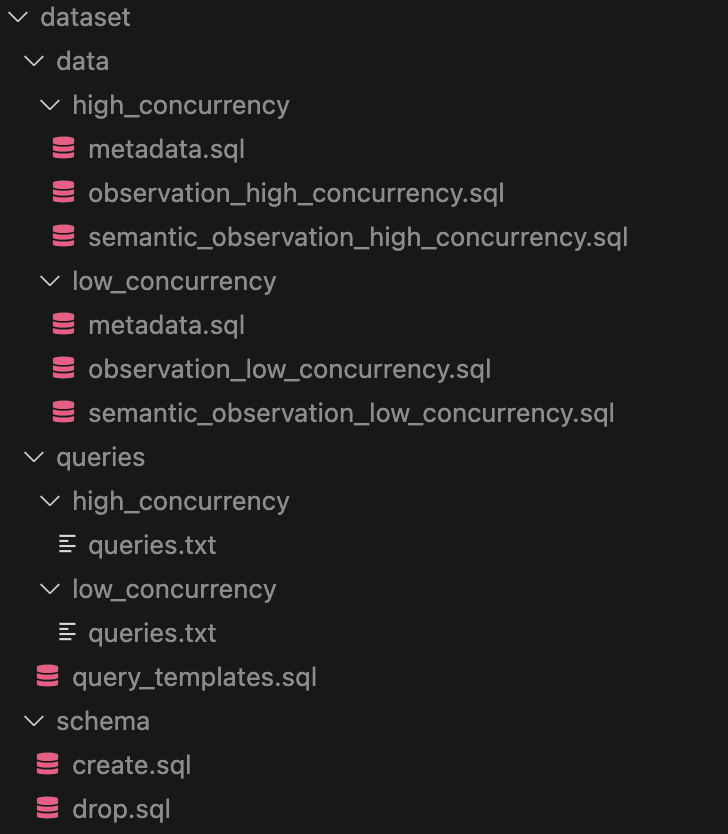 dataset
data
high_concurrency
metadata.sql
observation_high_concurrency.sql
semantic_observation_high_concurrency.sql
low_concurrency
metadata.sql
observation_low_concurrency.sql
semantic_observation_low_concurrency.sql
queries
high_concurrency
queries.txt
low_concurrency
queries.txt
query_templates.sql
schema
create.sql
drop.sql